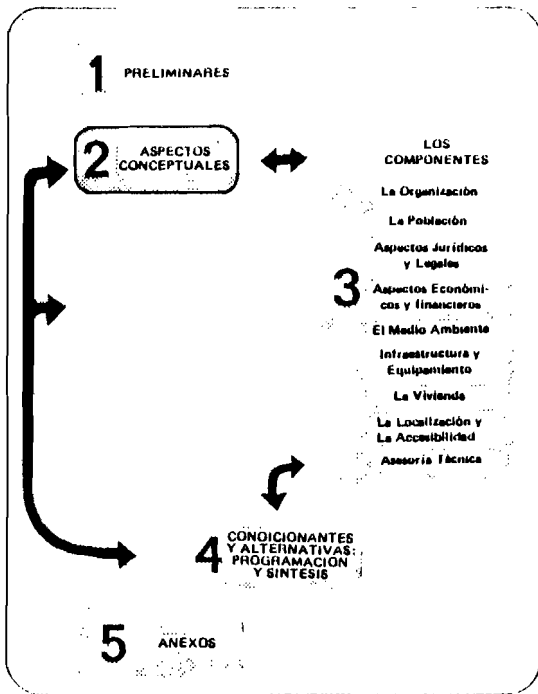 1 PRELIMINARES
2 ASPECTOS
CONCEPTUALES
LOS
COMPONENTES
La Organización
La Población
Aspectos Jurídicos
y Legales
3 Aspectos Económi-
cos y financieros
El Medio Ambiente
Infraestructura y
Equipamiento
La Vivienda
La Localización y
La Accesibilidad
Asesoría Técnica
4 CONDICIONANTES
Y ALTERNATIVAS:
PROGRAMACION
Y SINTESIS
5 ANEXOS